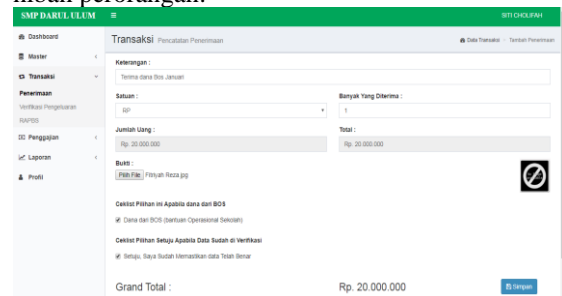 hibah perorangan.
SMP DARUL ULUM
SITI CHOLIFAH
Dashboard
Transaksi Pencatatan Penerimaan
Data Transaksi - Tambah Penerimaan
Master
Keterangan :
Transaksi
Terima dana Bos Januari
Penerimaan
Satuan :
Banyak Yang Diterima :
Verifikasi Pengeluaran
RP
1
RAPBS
Jumlah Uang :
Total :
Penggajian
Rp. 20.000.000
Rp. 20.000.000
Laporan
Bukti :
Profil
Pilih File Fitriyah Reza.jpg
Ceklist Pilihan ini Apabila dana dari BOS
Dana dari BOS (bantuan Operasional Sekolah)
Ceklist Pilihan Setuju Apabila Data Sudah di Verifikasi
Setuju, Saya Sudah Memastikan data Telah Benar
Grand Total :
Rp. 20.000.000
Simpan